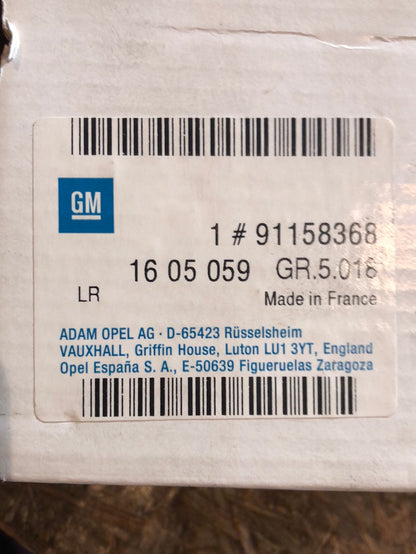 GM
1 # 91158368
16 05 059 GR.5.018
LR
Made in France
ADAM OPEL AG · D-65423 Rüsselsheim
VAUXHALL, Griffin House, Luton LU1 3YT, England
Opel España S. A., E-50639 Figueruelas Zaragoza